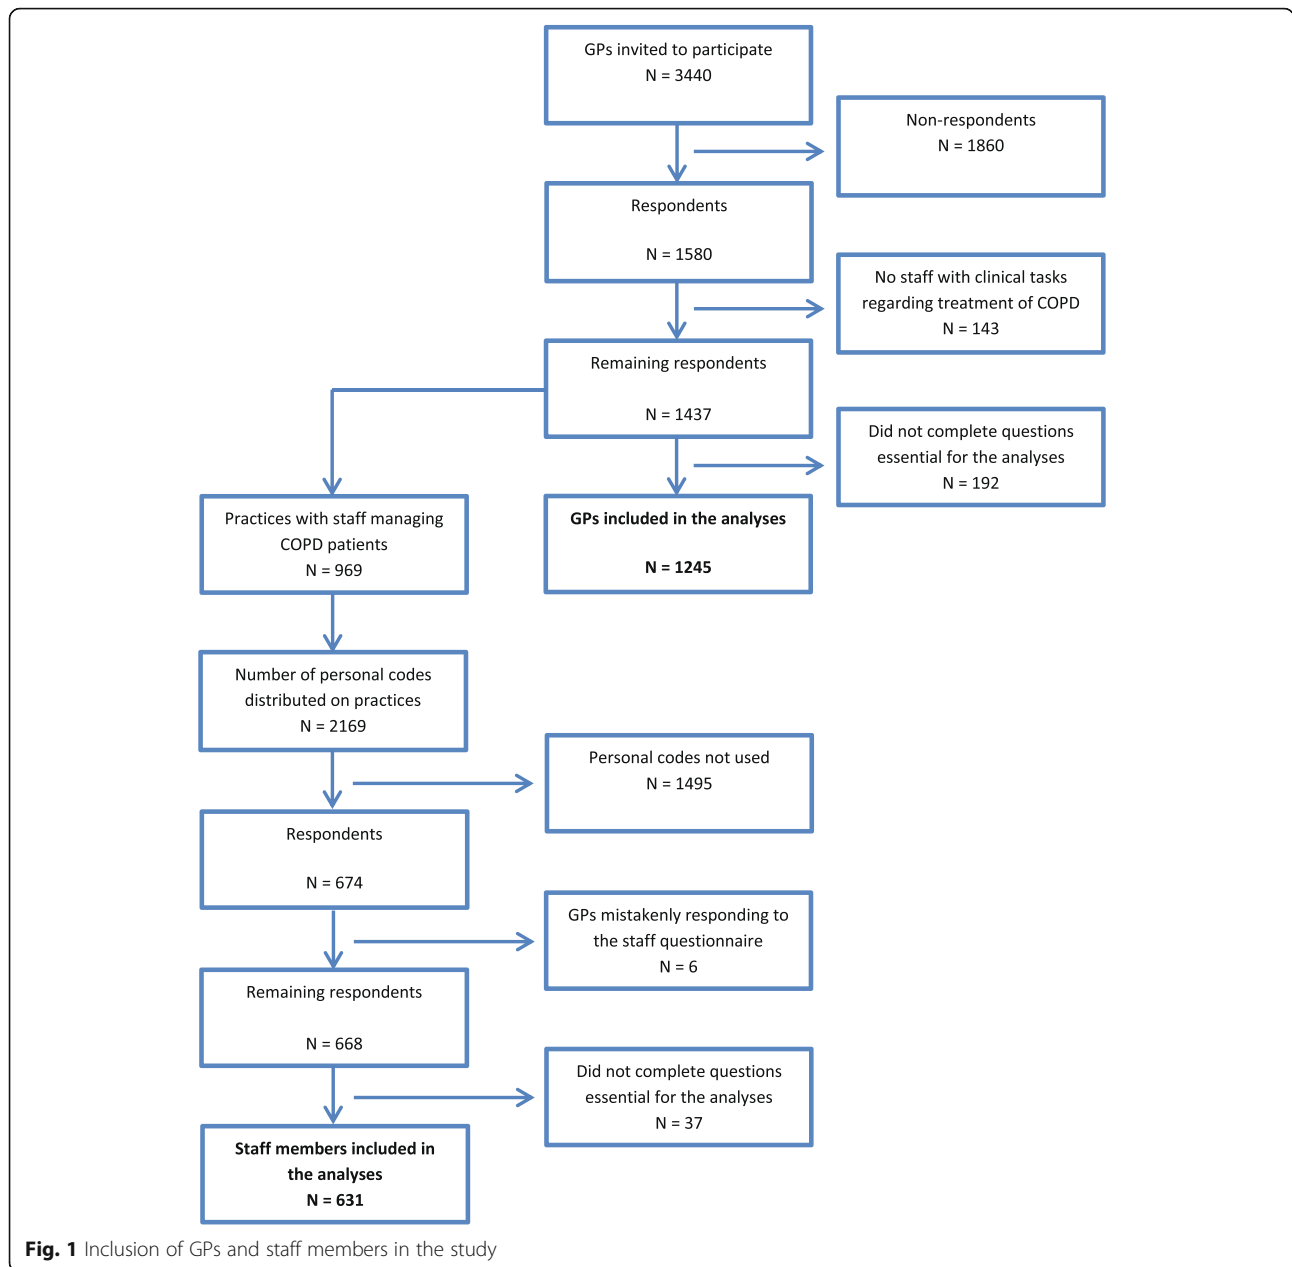 GPs invited to participate
N = 3440
Non-respondents
N = 1860
Respondents
N = 1580
No staff with clinical tasks
regarding treatment of COPD
N = 143
Remaining respondents
N = 1437
Did not complete questions
essential for the analyses
N = 192
GPs included in the analyses
N = 1245
Practices with staff managing
COPD patients
N = 969
Number of personal codes
distributed on practices
N = 2169
Personal codes not used
N = 1495
Respondents
N = 674
GPs mistakenly responding to
the staff questionnaire
N = 6
Remaining respondents
N = 668
Did not complete questions
essential for the analyses
N = 37
Staff members included in
the analyses
N = 631
Fig. 1 Inclusion of GPs and staff members in the study